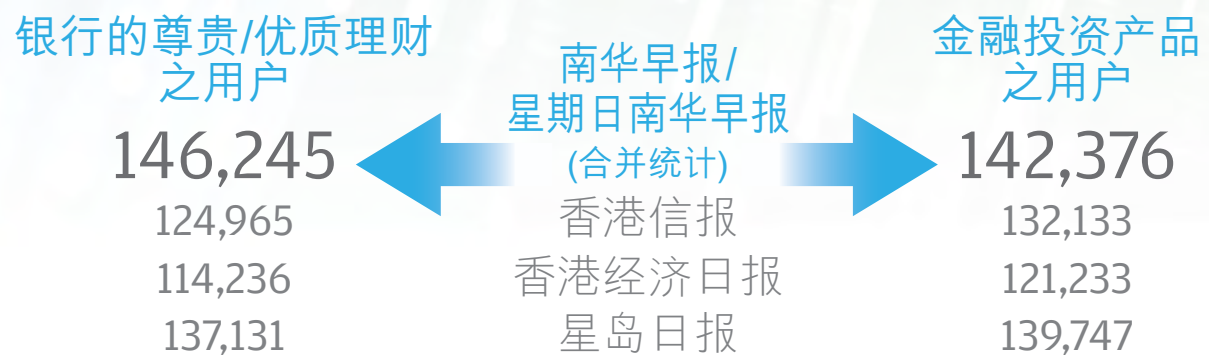 银行的尊贵/优质理财
之用户
南华早报/
星期日南华早报
(合并统计)
金融投资产品
之用户
146,245
142,376
124,965
香港信报
132,133
114,236
香港经济日报
121,233
137,131
星岛日报
139,747